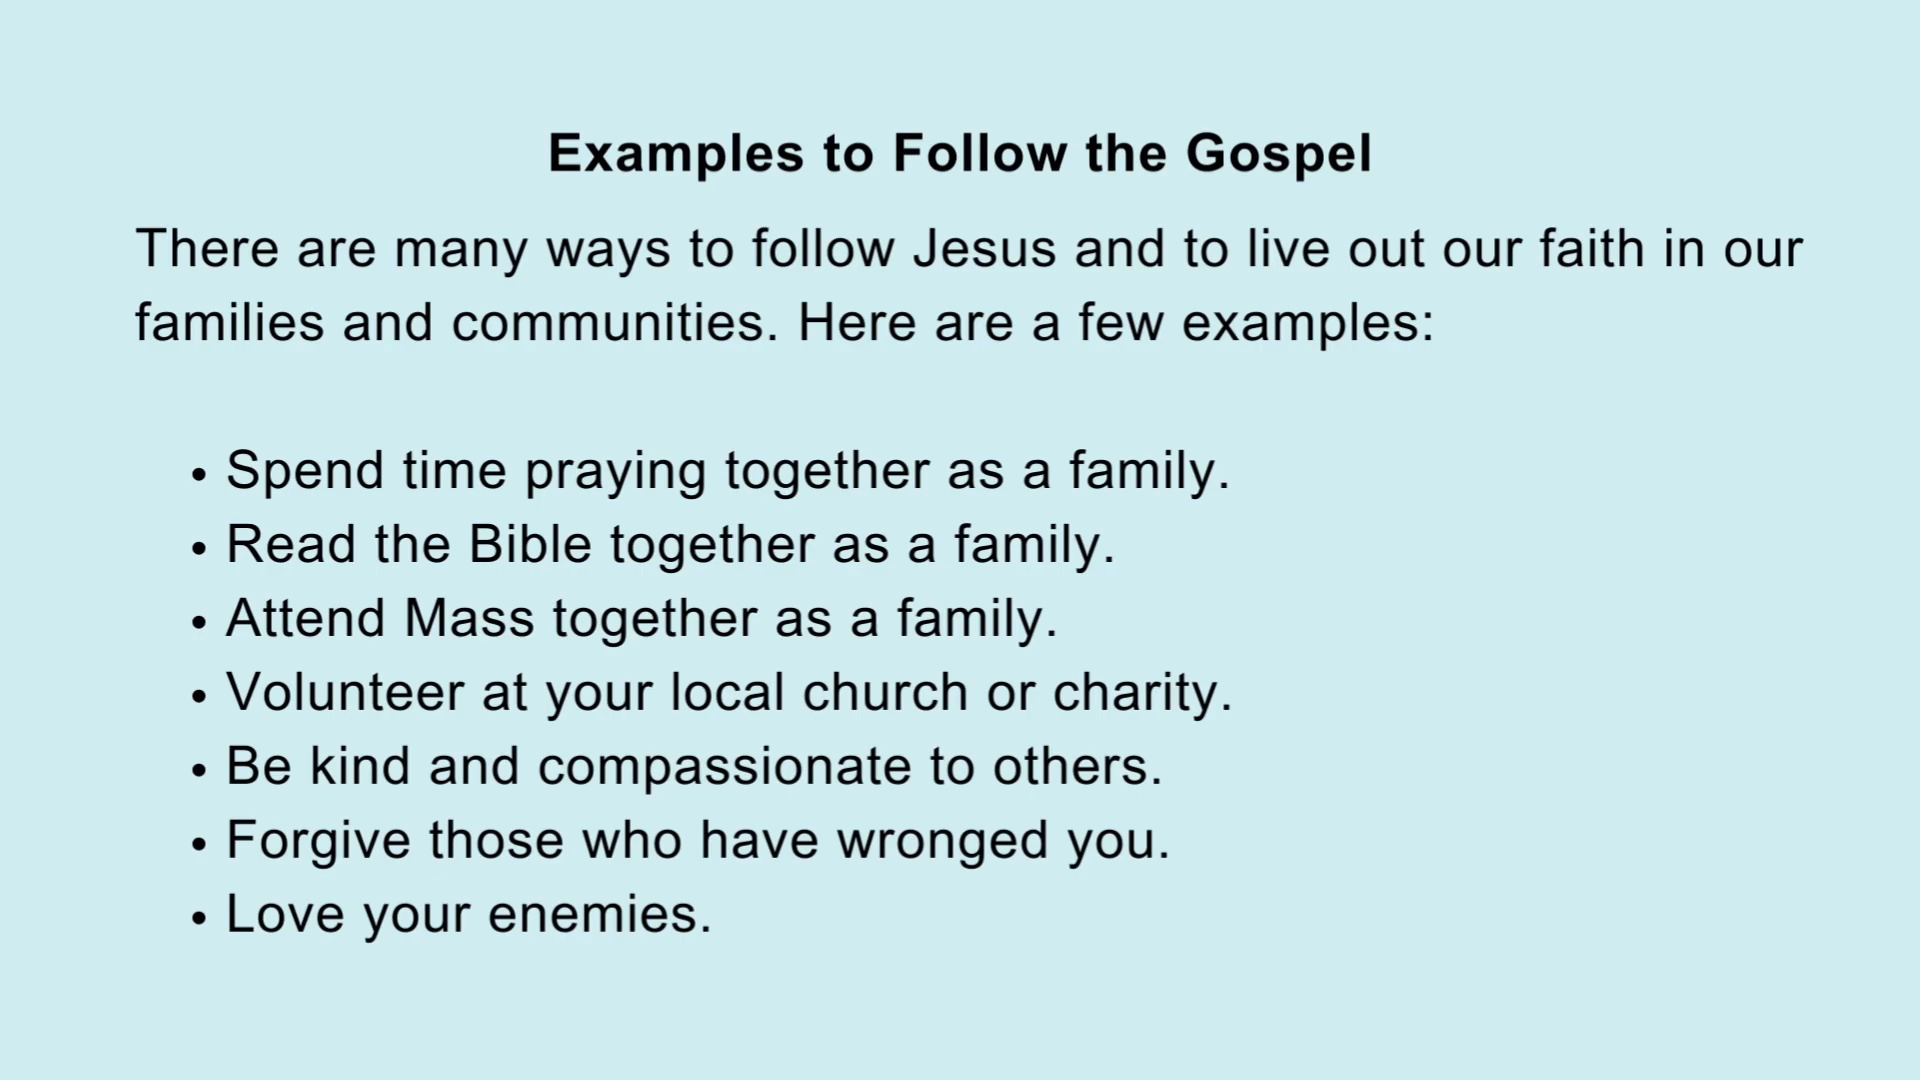 Examples to Follow the Gospel
There are many ways to follow Jesus and to live out our faith in our
families and communities. Here are a few examples:
• Spend time praying together as a family.
• Read the Bible together as a family.
• Attend Mass together as a family.
• Volunteer at your local church or charity.
• Be kind and compassionate to others.
• Forgive those who have wronged you.
• Love your enemies.